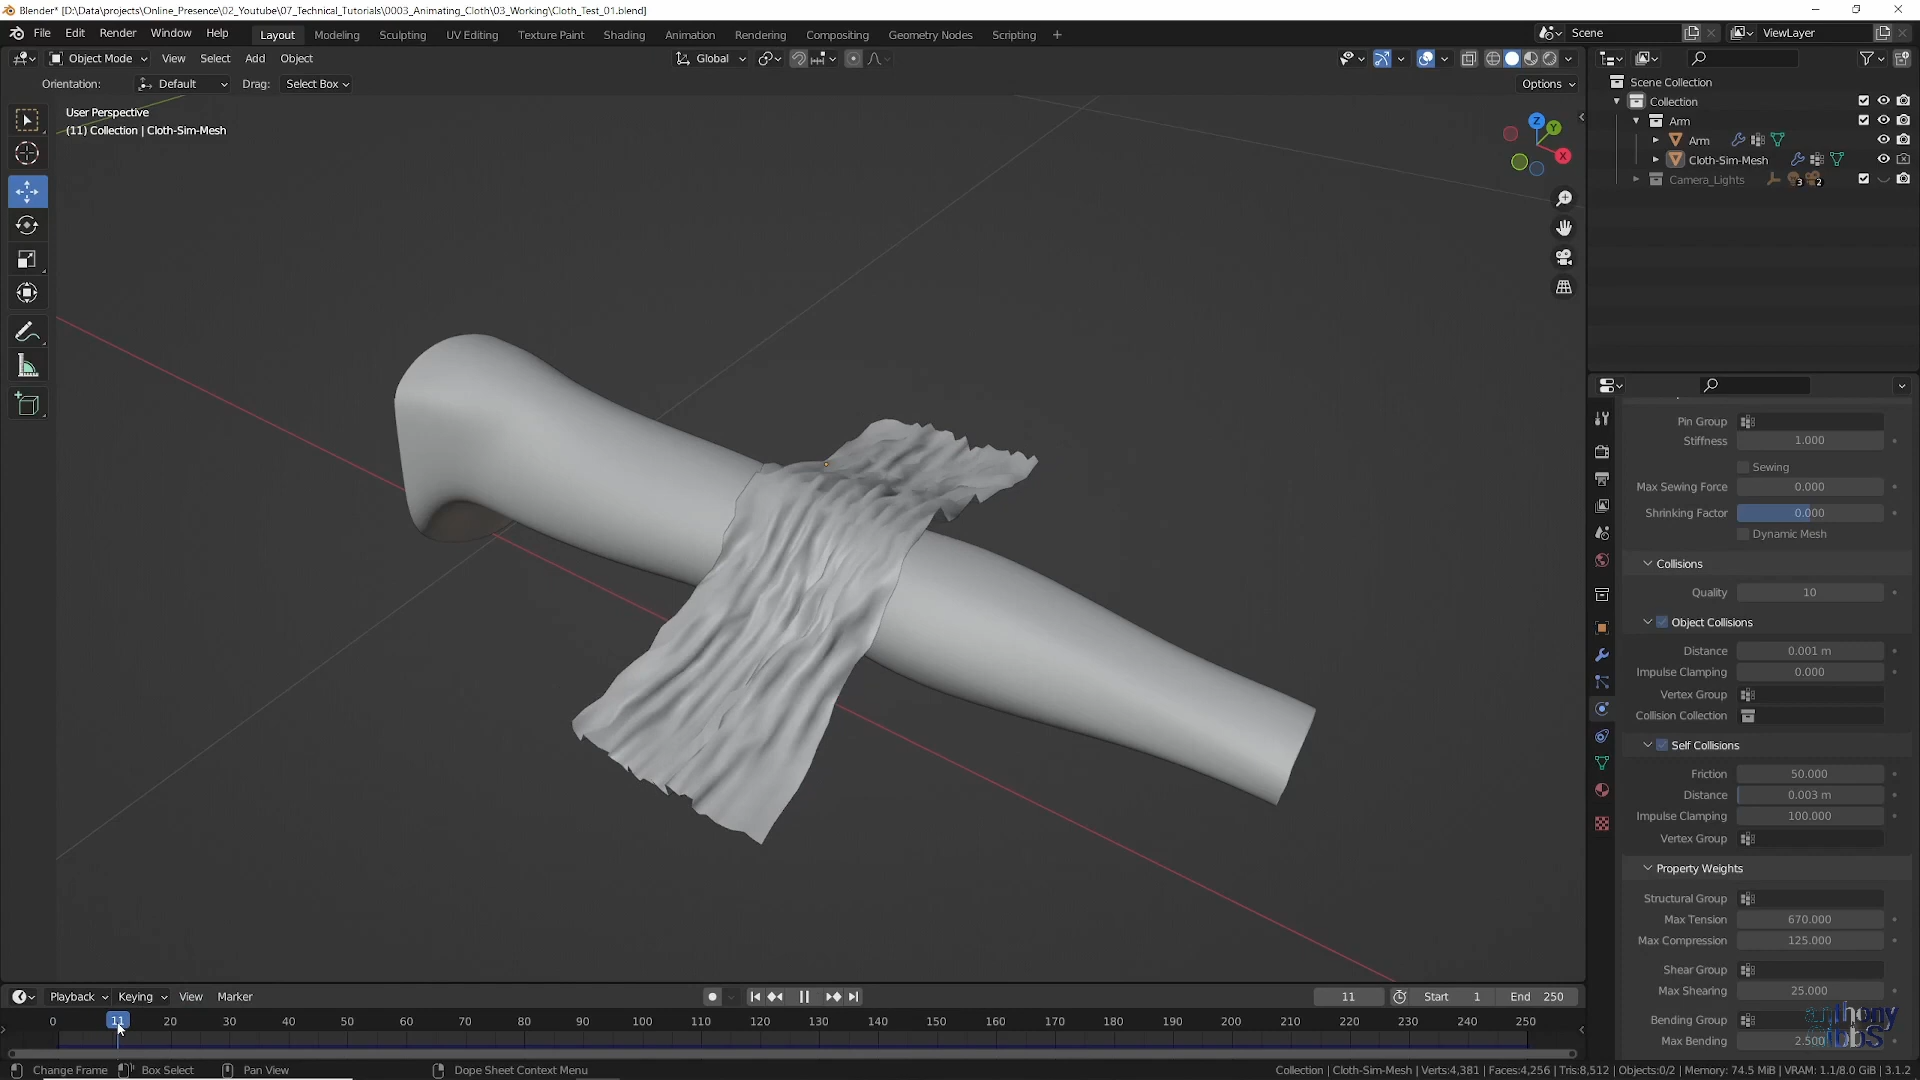 Blender* [D:\Data\projects\Online_Presence\02_Youtube\07_Technical_Tutorials\0003_Animating_Cloth\03_Working\Cloth_Test_01.blend]
File Edit Render Window Help Layout Modeling Sculpting UV Editing Texture Paint Shading Animation Rendering Compositing Geometry Nodes Scripting + Scene ViewLayer
Object Mode View Select Add Object Global
Orientation: Default Drag: Select Box Options
User Perspective
(11) Collection | Cloth-Sim-Mesh
Z
Y
X
Scene Collection
Collection
Arm
Arm
Cloth-Sim-Mesh
Camera_Lights 3 2
Pin Group
Stiffness 1.000
Sewing
Max Sewing Force 0.000
Shrinking Factor 0.000
Dynamic Mesh
Collisions
Quality 10
Object Collisions
Distance 0.001 m
Impulse Clamping 0.000
Vertex Group
Collision Collection
Self Collisions
Friction 50.000
Distance 0.003 m
Impulse Clamping 100.000
Vertex Group
Property Weights
Structural Group
Max Tension 670.000
Max Compression 125.000
Shear Group
Max Shearing 25.000
Bending Group
Max Bending 2.500
anthony
GIbbS
Playback Keying View Marker 11 Start 1 End 250
0 11 20 30 40 50 60 70 80 90 100 110 120 130 140 150 160 170 180 190 200 210 220 230 240 250
Change Frame Box Select Pan View Dope Sheet Context Menu Collection | Cloth-Sim-Mesh | Verts:4,381 | Faces:4,256 | Tris:8,512 | Objects:0/2 | Memory: 74.5 MiB | VRAM: 1.1/8.0 GiB | 3.1.2